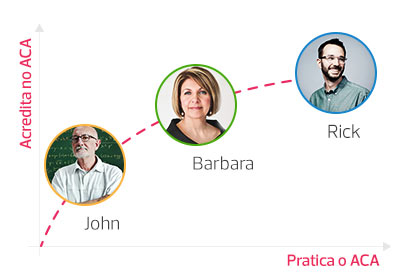 Acredita no ACA
Rick
Barbara
John
Pratica o ACA